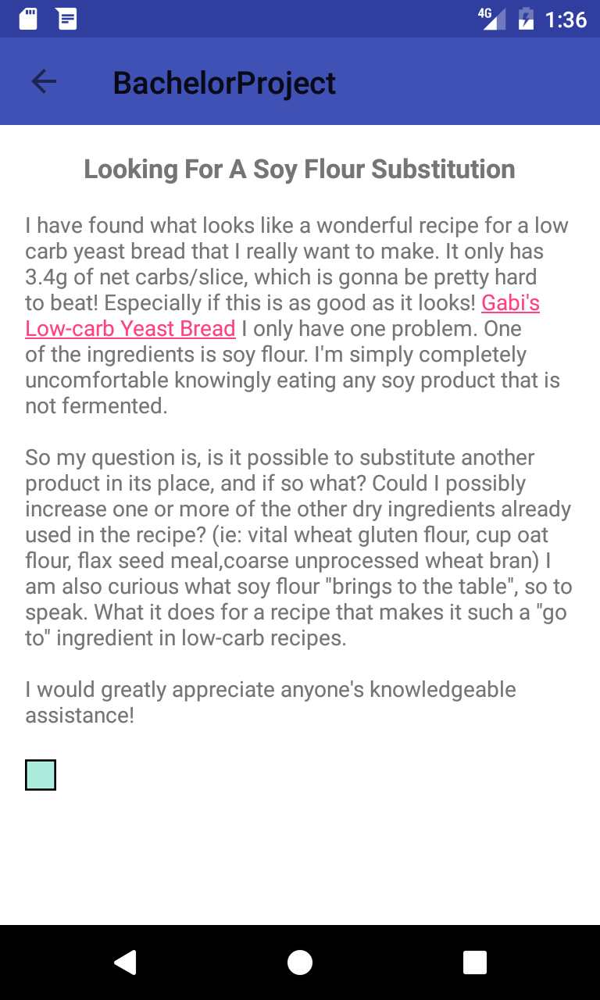 4G 1:36
BachelorProject
Looking For A Soy Flour Substitution
I have found what looks like a wonderful recipe for a low
carb yeast bread that I really want to make. It only has
3.4g of net carbs/slice, which is gonna be pretty hard
to beat! Especially if this is as good as it looks! Gabi's
Low-carb Yeast Bread I only have one problem. One
of the ingredients is soy flour. I'm simply completely
uncomfortable knowingly eating any soy product that is
not fermented.
So my question is, is it possible to substitute another
product in its place, and if so what? Could I possibly
increase one or more of the other dry ingredients already
used in the recipe? (ie: vital wheat gluten flour, cup oat
flour, flax seed meal,coarse unprocessed wheat bran) I
am also curious what soy flour "brings to the table", so to
speak. What it does for a recipe that makes it such a "go
to" ingredient in low-carb recipes.
I would greatly appreciate anyone's knowledgeable
assistance!